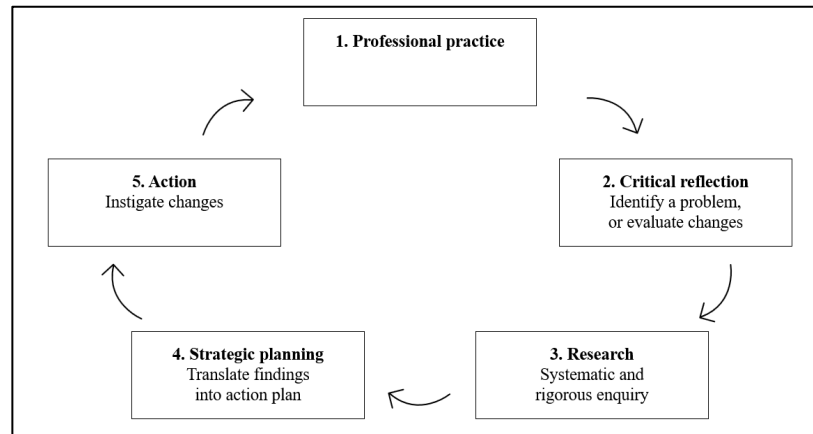 1. Professional practice
2. Critical reflection
Identify a problem,
or evaluate changes
3. Research
Systematic and
rigorous enquiry
4. Strategic planning
Translate findings
into action plan
5. Action
Instigate changes